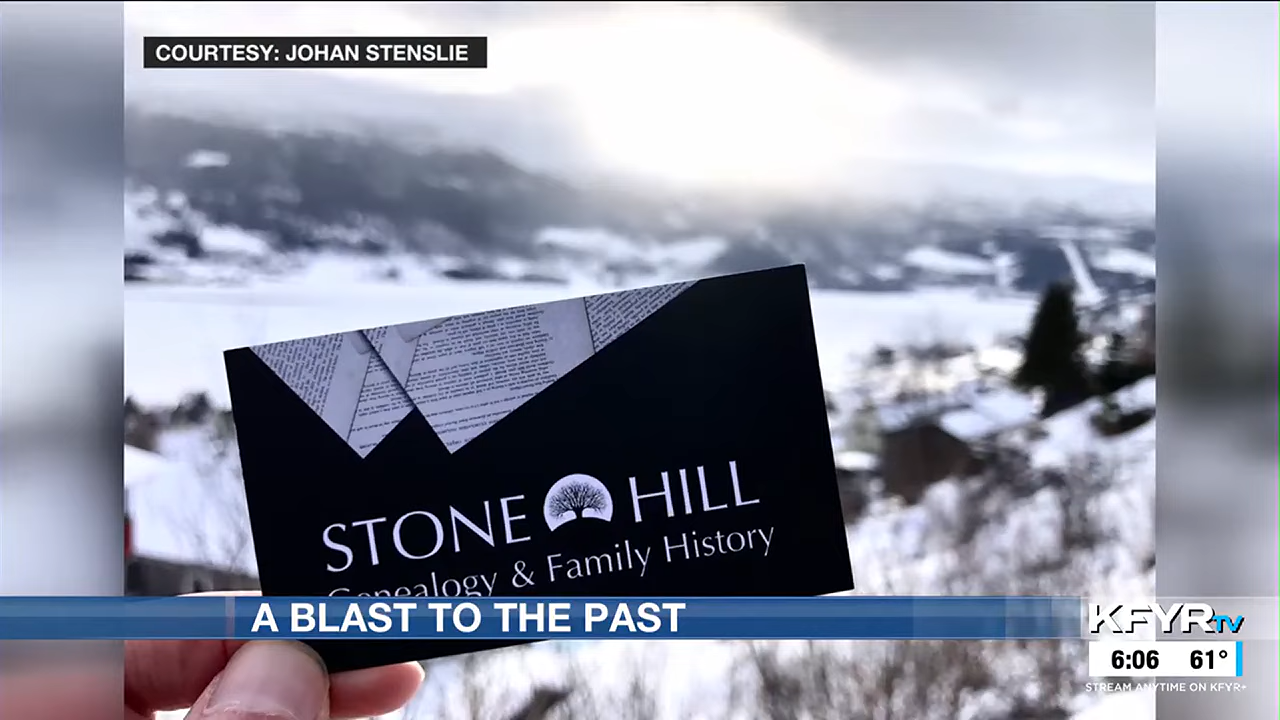 COURTESY: JOHAN STENSLIE
STONE HILL
Genealogy & Family History
A BLAST TO THE PAST
KFYRTV
6:06 61°
STREAM ANYTIME ON KFYR+